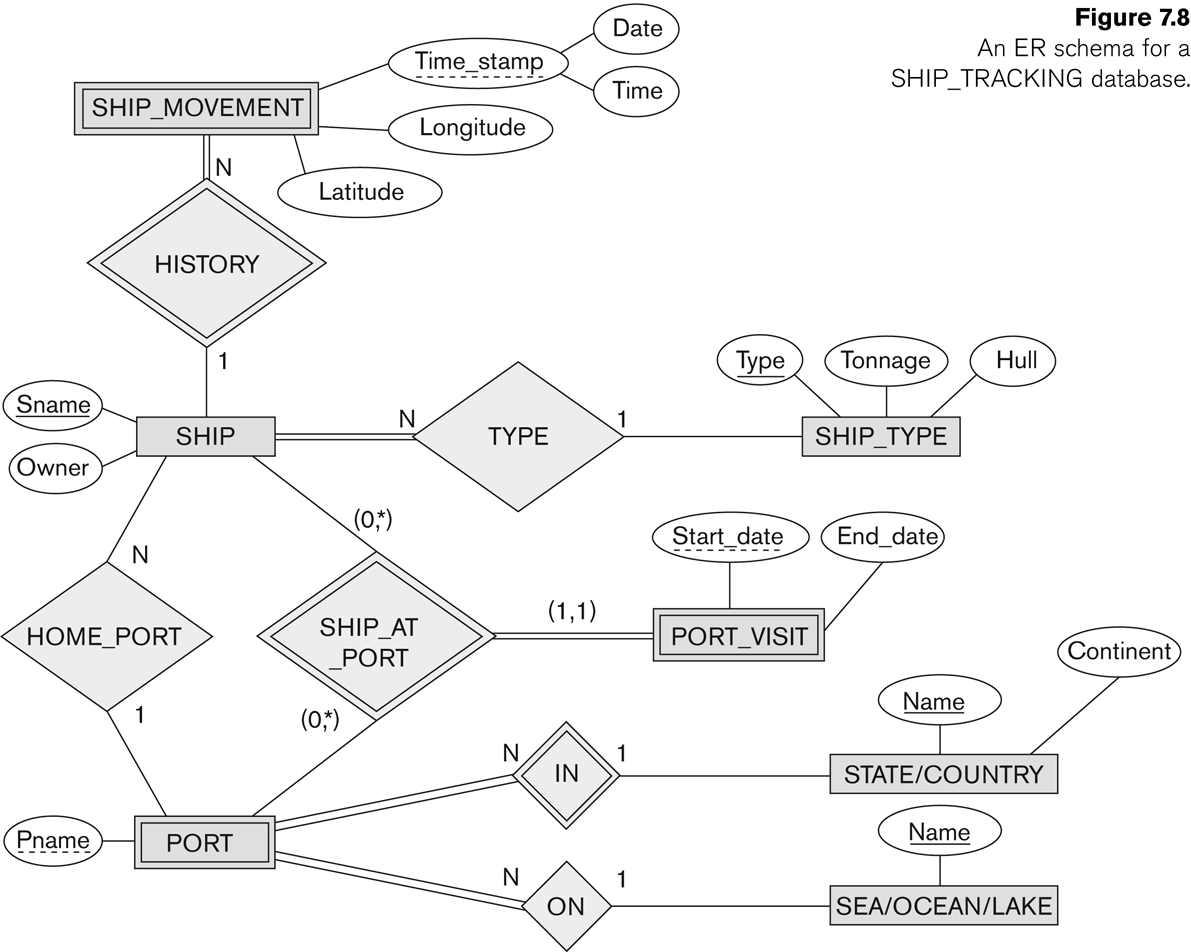 Figure 7.8
An ER schema for a
SHIP_TRACKING database.
Date
Time_stamp
Time
SHIP_MOVEMENT
Longitude
N
Latitude
HISTORY
1
Sname
Owner
SHIP
N
TYPE
1
Type
Tonnage
Hull
SHIP_TYPE
(0,*)
Start_date
End_date
N
HOME_PORT
1
SHIP_AT
_PORT
(1,1)
PORT_VISIT
(0,*)
Continent
Name
N
IN
1
STATE/COUNTRY
Pname
PORT
Name
N
ON
1
SEA/OCEAN/LAKE